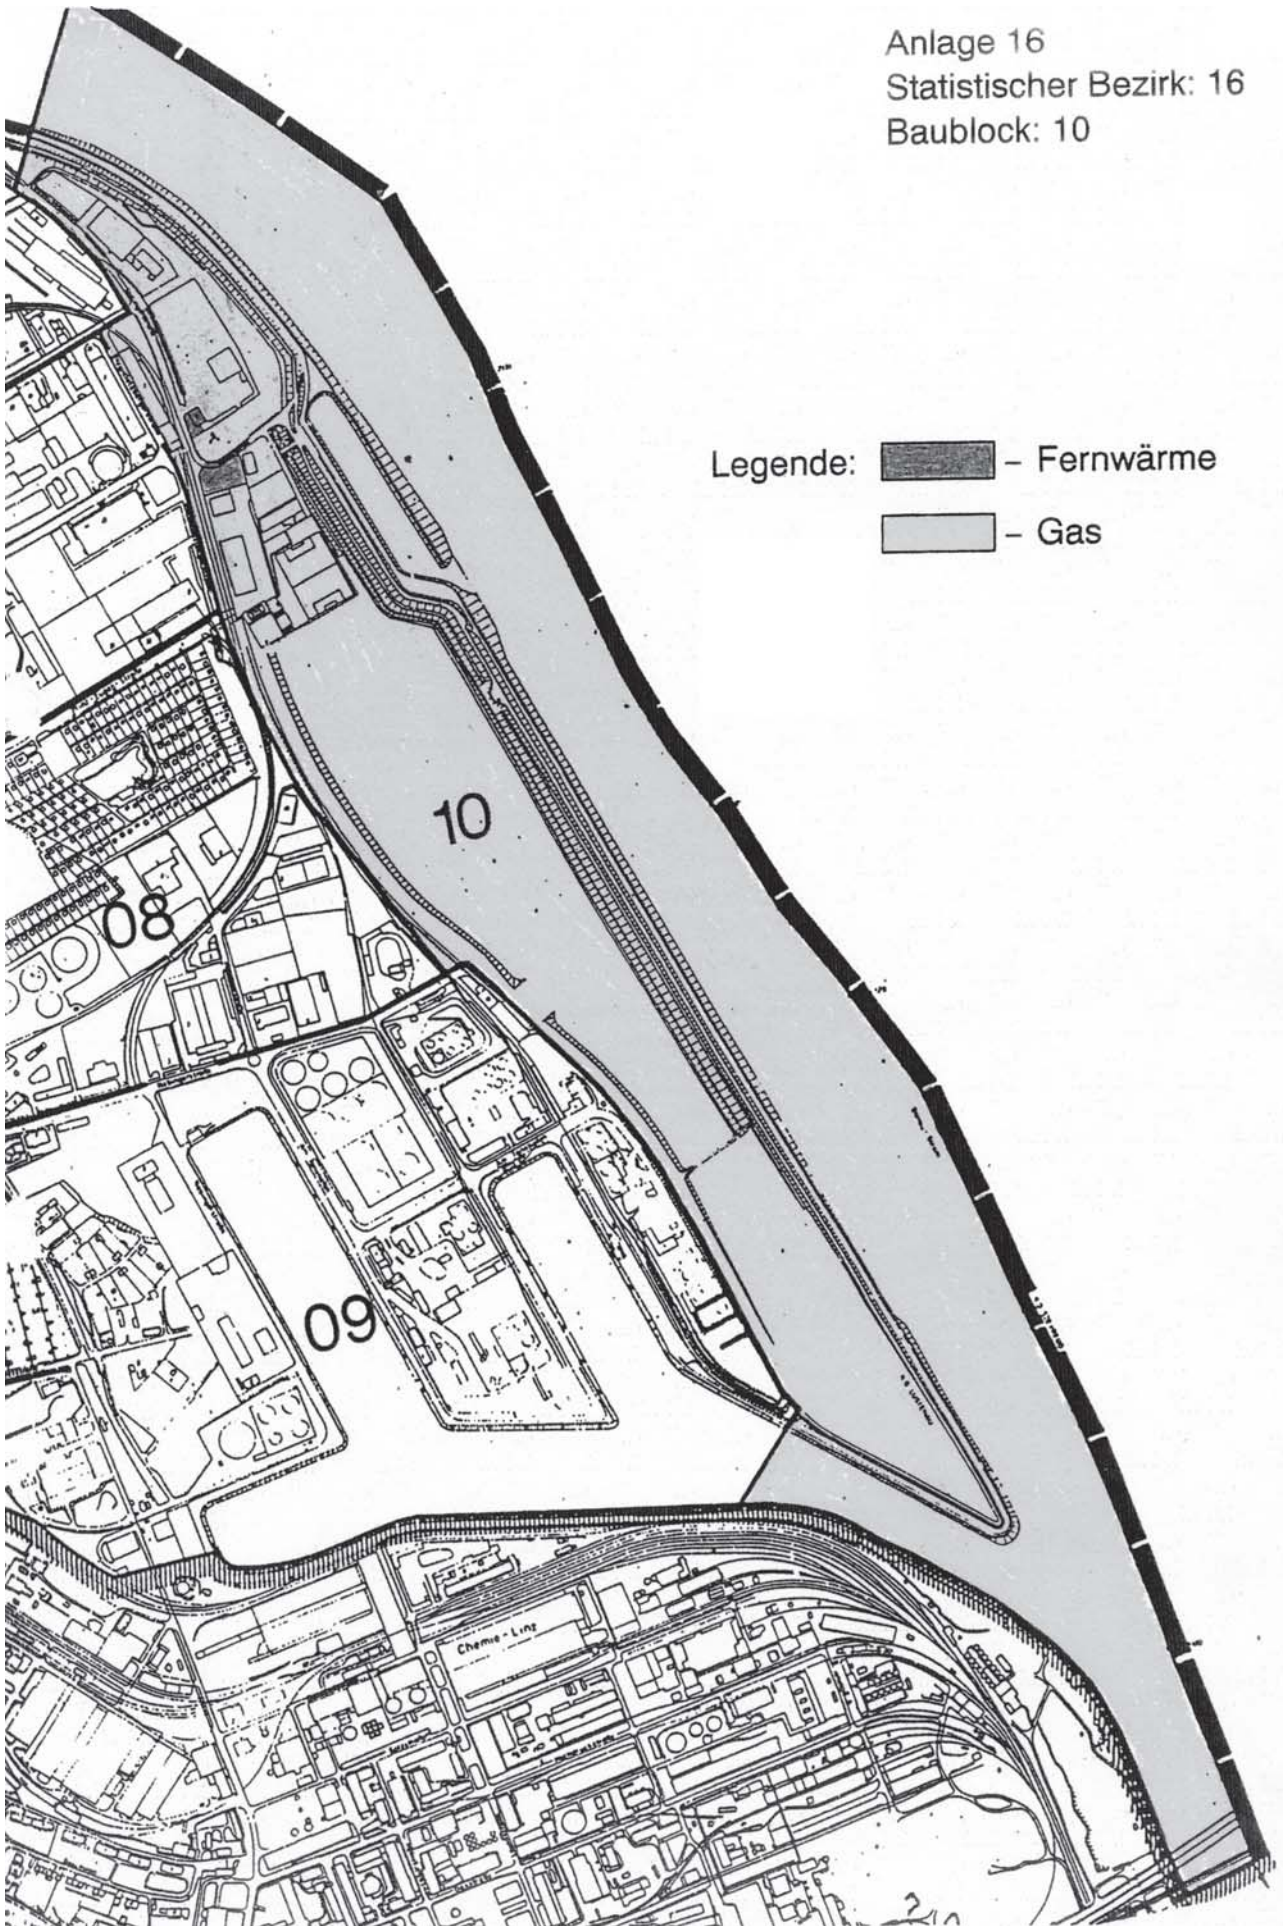 Anlage 16
Statistischer Bezirk: 16
Baublock: 10
Legende:
– Fernwärme
– Gas
10
08
09
Chemie - Linz